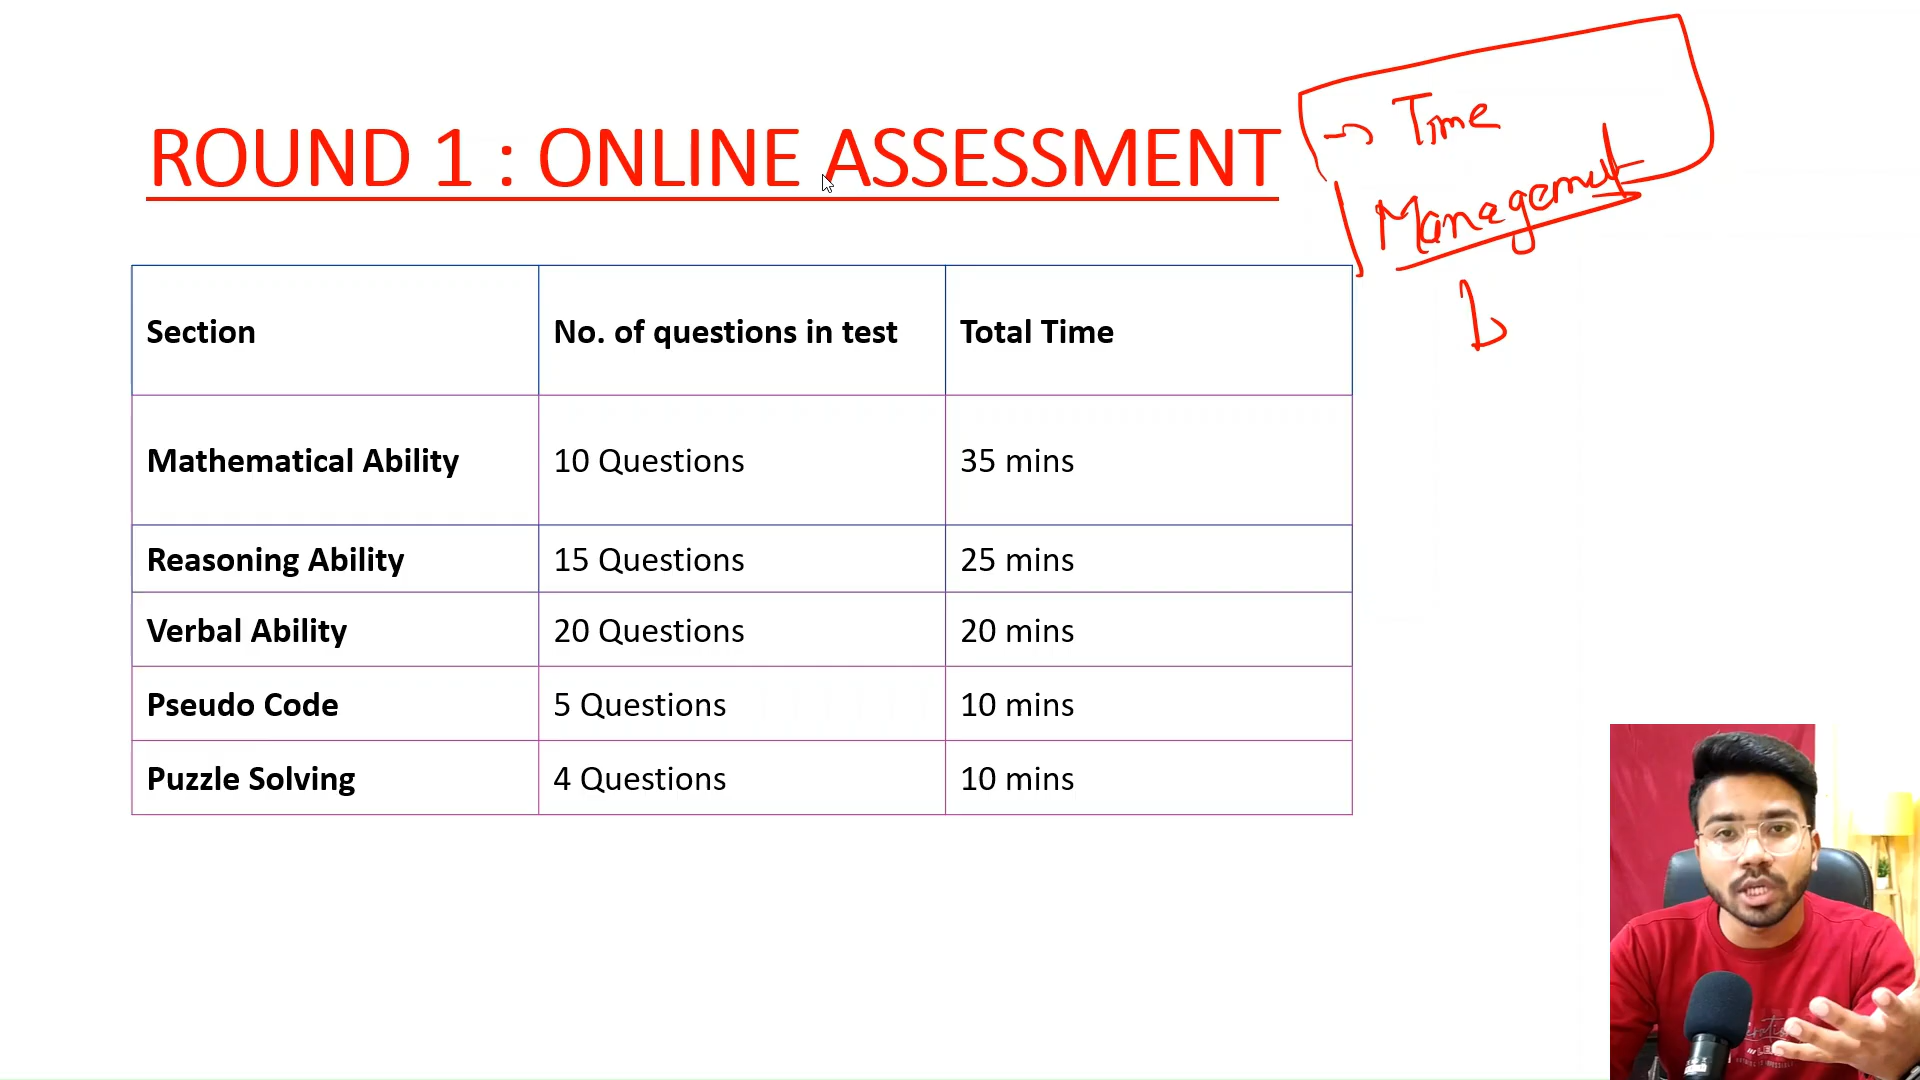 ROUND 1 : ONLINE ASSESSMENT
Time
Management
Section No. of questions in test Total Time
Mathematical Ability 10 Questions 35 mins
Reasoning Ability 15 Questions 25 mins
Verbal Ability 20 Questions 20 mins
Pseudo Code 5 Questions 10 mins
Puzzle Solving 4 Questions 10 mins